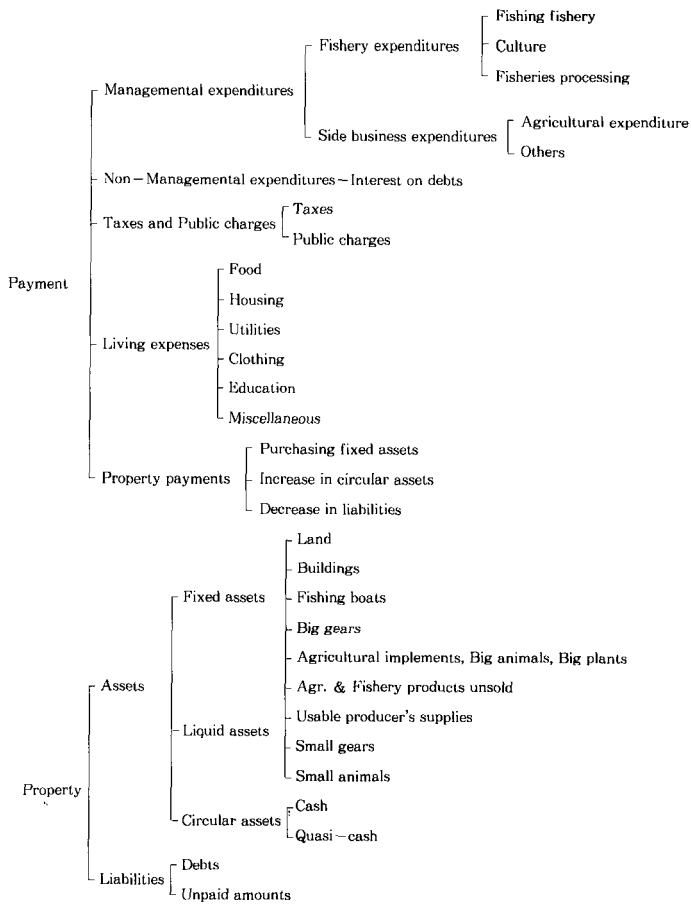 Fishing fishery
Fishery expenditures
Culture
Fisheries processing
Managemental expenditures
Agricultural expenditure
Side business expenditures
Others
Non-Managemental expenditures-Interest on debts
Taxes
Taxes and Public charges
Public charges
Food
Payment
Housing
Utilities
Living expenses
Clothing
Education
Miscellaneous
Purchasing fixed assets
Property payments
Increase in circular assets
Decrease in liabilities
Land
Buildings
Fixed assets
Fishing boats
Big gears
Agricultural implements, Big animals, Big plants
Assets
Agr. & Fishery products unsold
Usable producer's supplies
Liquid assets
Small gears
Small animals
Property
Cash
Circular assets
Quasi-cash
Debts
Liabilities
Unpaid amounts